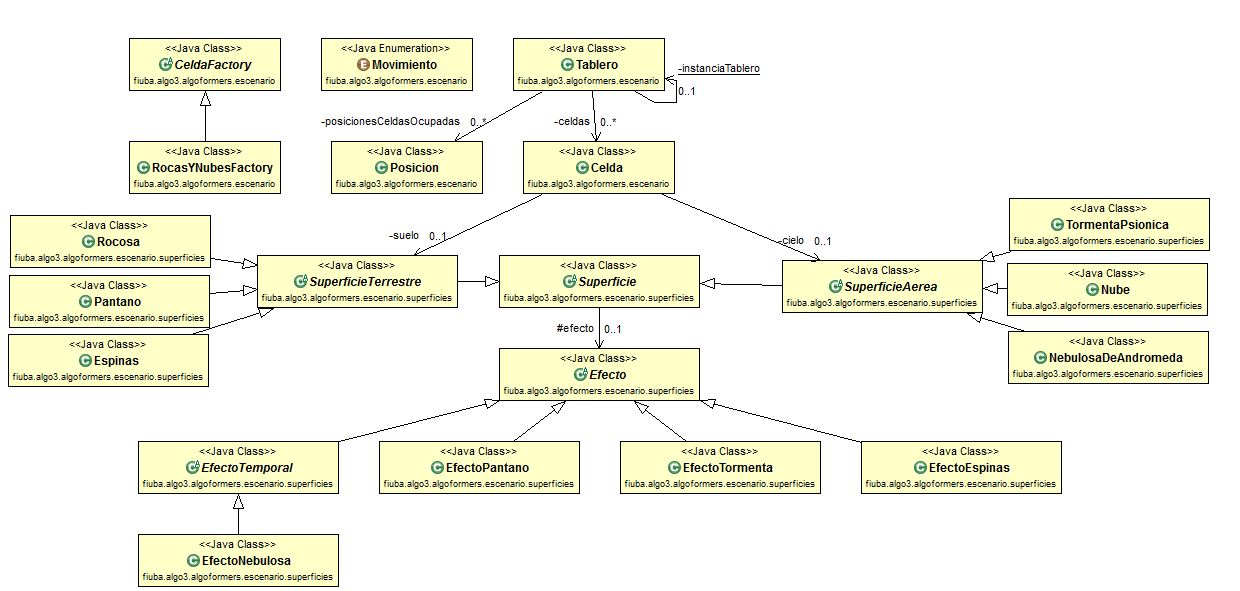 <<Java Class>>
CeldaFactory
fiuba.algo3.algoformers.escenario
<<Java Enumeration>>
Movimiento
fiuba.algo3.algoformers.escenario
<<Java Class>>
Tablero
fiuba.algo3.algoformers.escenario
-instanciaTablero
0..1
-posicionesCeldasOcupadas 0..*
-celdas 0..*
<<Java Class>>
RocasYNubesFactory
fiuba.algo3.algoformers.escenario
<<Java Class>>
Posicion
fiuba.algo3.algoformers.escenario
<<Java Class>>
Celda
fiuba.algo3.algoformers.escenario
-suelo 0..1
-cielo 0..1
<<Java Class>>
Rocosa
fiuba.algo3.algoformers.escenario.superficies
<<Java Class>>
Pantano
fiuba.algo3.algoformers.escenario.superficies
<<Java Class>>
Espinas
fiuba.algo3.algoformers.escenario.superficies
<<Java Class>>
SuperficieTerrestre
fiuba.algo3.algoformers.escenario.superficies
<<Java Class>>
Superficie
fiuba.algo3.algoformers.escenario.superficies
<<Java Class>>
SuperficieAerea
fiuba.algo3.algoformers.escenario.superficies
<<Java Class>>
TormentaPsionica
fiuba.algo3.algoformers.escenario.superficies
<<Java Class>>
Nube
fiuba.algo3.algoformers.escenario.superficies
<<Java Class>>
NebulosaDeAndromeda
fiuba.algo3.algoformers.escenario.superficies
#efecto 0..1
<<Java Class>>
Efecto
fiuba.algo3.algoformers.escenario.superficies
<<Java Class>>
EfectoTemporal
fiuba.algo3.algoformers.escenario.superficies
<<Java Class>>
EfectoPantano
fiuba.algo3.algoformers.escenario.superficies
<<Java Class>>
EfectoTormenta
fiuba.algo3.algoformers.escenario.superficies
<<Java Class>>
EfectoEspinas
fiuba.algo3.algoformers.escenario.superficies
<<Java Class>>
EfectoNebulosa
fiuba.algo3.algoformers.escenario.superficies